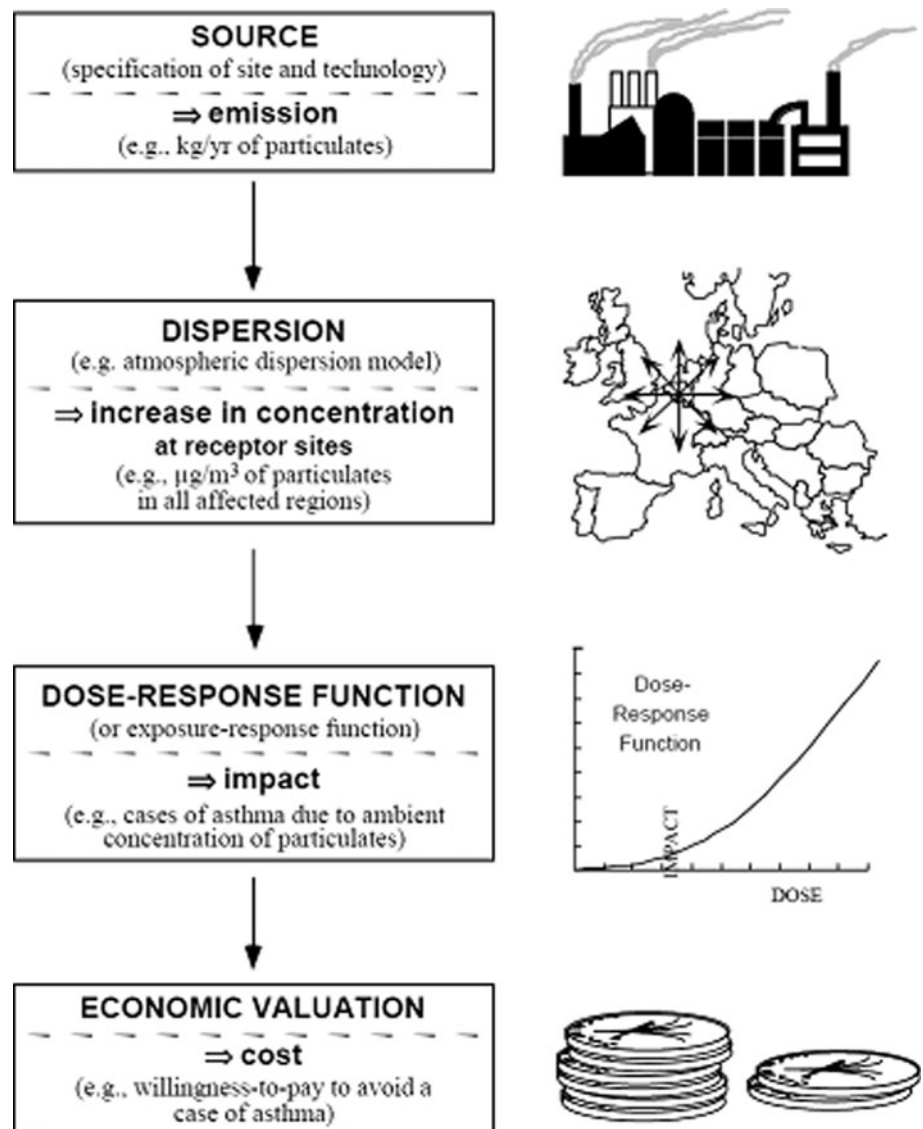 SOURCE
(specification of site and technology)
⇒ emission
(e.g., kg/yr of particulates)
DISPERSION
(e.g. atmospheric dispersion model)
⇒ increase in concentration
at receptor sites
(e.g., µg/m³ of particulates
in all affected regions)
DOSE-RESPONSE FUNCTION
(or exposure-response function)
⇒ impact
(e.g., cases of asthma due to ambient
concentration of particulates)
Dose-
Response
Function
IMPACT
DOSE
ECONOMIC VALUATION
⇒ cost
(e.g., willingness-to-pay to avoid a
case of asthma)